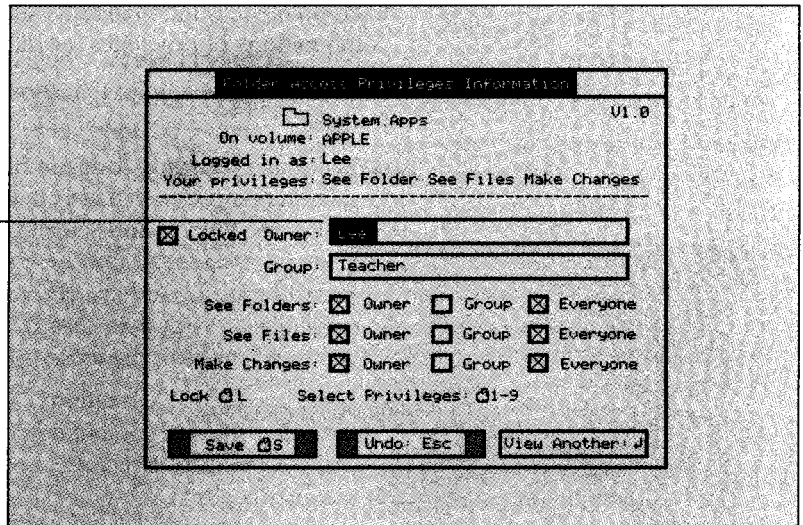 Folder Access Privileges Information
V1.0
System.Apps
On volume: APPLE
Logged in as: Lee
Your privileges: See Folder See Files Make Changes
Locked Owner: Lee
Group: Teacher
See Folders: Owner Group Everyone
See Files: Owner Group Everyone
Make Changes: Owner Group Everyone
Lock L Select Privileges: 1-9
Save S Undo: Esc View Another: ↲